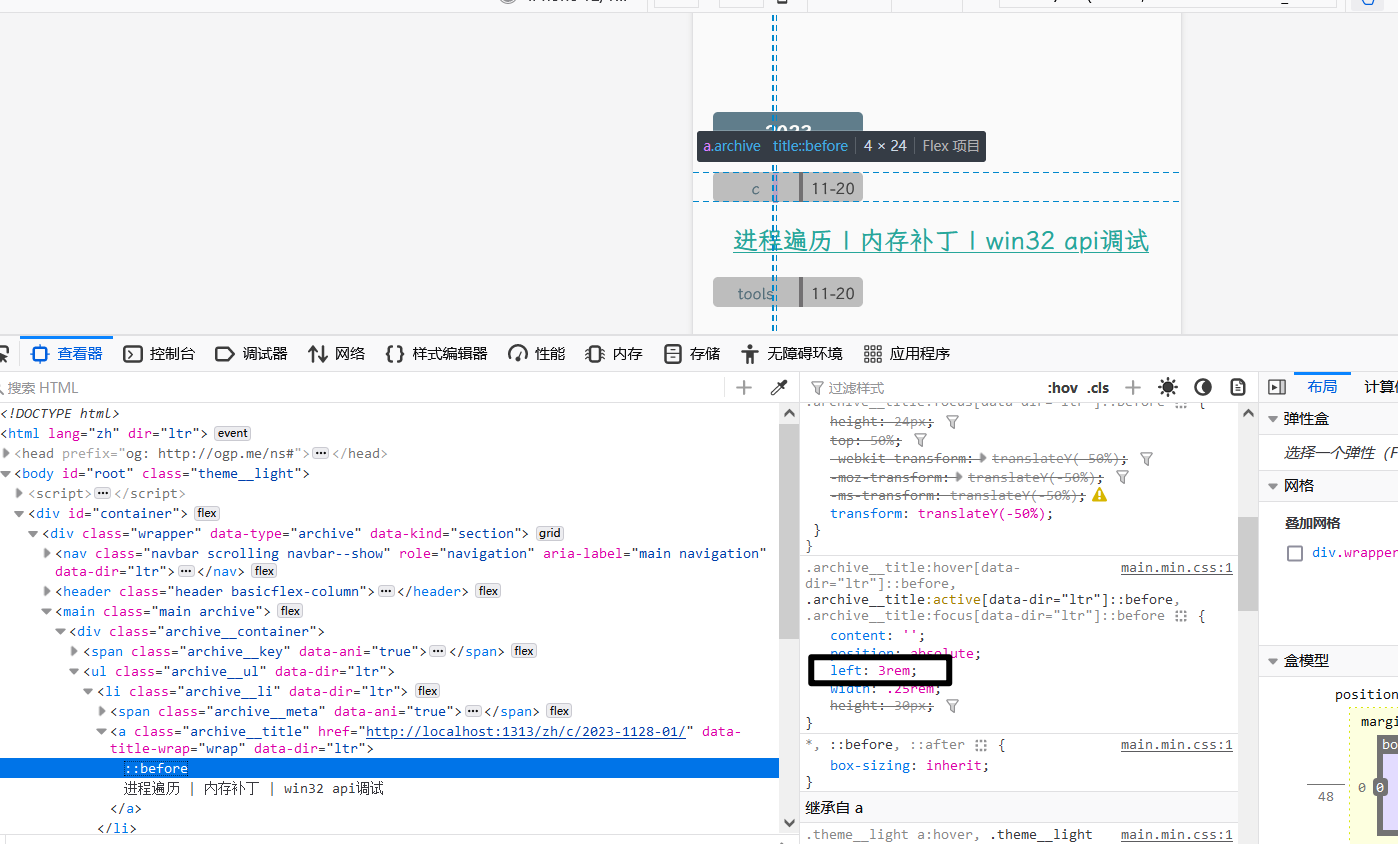 2023
a.archive__title::before 4 × 24 Flex 项目
c 11-20
进程遍历 | 内存补丁 | win32 api调试
tools 11-20
查看器 控制台 调试器 网络 样式编辑器 性能 内存 存储 无障碍环境 应用程序
搜索 HTML
<!DOCTYPE html>
<html lang="zh" dir="ltr"> event
<head prefix="og: http://ogp.me/ns#"> ••• </head>
<body id="root" class="theme__light">
<script> ••• </script>
<div id="container"> flex
<div class="wrapper" data-type="archive" data-kind="section"> grid
<nav class="navbar scrolling navbar--show" role="navigation" aria-label="main navigation"
data-dir="ltr"> ••• </nav> flex
<header class="header basicflex-column"> ••• </header> flex
<main class="main archive"> flex
<div class="archive__container">
<span class="archive__key" data-ani="true"> ••• </span> flex
<ul class="archive__ul" data-dir="ltr">
<li class="archive__li" data-dir="ltr"> flex
<span class="archive__meta" data-ani="true"> ••• </span> flex
<a class="archive__title" href="http://localhost:1313/zh/c/2023-1128-01/" data-
title-wrap="wrap" data-dir="ltr">
::before
进程遍历 | 内存补丁 | win32 api调试
</a>
</li>
过滤样式 :hov .cls
.archive__title:focus[data-dir="ltr"]::before {
height: 24px;
top: 50%;
-webkit-transform: translateY(-50%);
-moz-transform: translateY(-50%);
-ms-transform: translateY(-50%);
transform: translateY(-50%);
}
}
.archive__title:hover[data- main.min.css:1
dir="ltr"]::before,
.archive__title:active[data-dir="ltr"]::before,
.archive__title:focus[data-dir="ltr"]::before {
content: '';
position: absolute;
left: 3rem;
width: .25rem;
height: 30px;
}
*, ::before, ::after { main.min.css:1
box-sizing: inherit;
}
继承自 a
.theme__light a:hover, .theme__light main.min.css:1
布局 计算
弹性盒
选择一个弹性 (F
网格
叠加网格
div.wrapper
盒模型
position
margi
bo
48 0 0